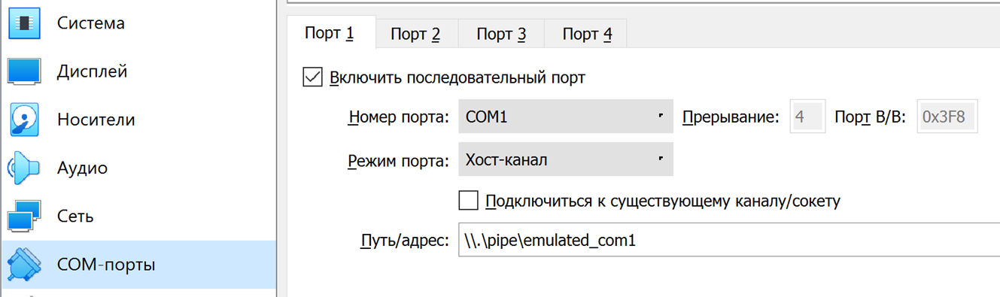 Система
Дисплей
Носители
Аудио
Сеть
COM-порты
Порт 1 Порт 2 Порт 3 Порт 4
Включить последовательный порт
Номер порта: COM1 Прерывание: 4 Порт В/В: 0x3F8
Режим порта: Хост-канал
Подключиться к существующему каналу/сокету
Путь/адрес: \\.\pipe\emulated_com1